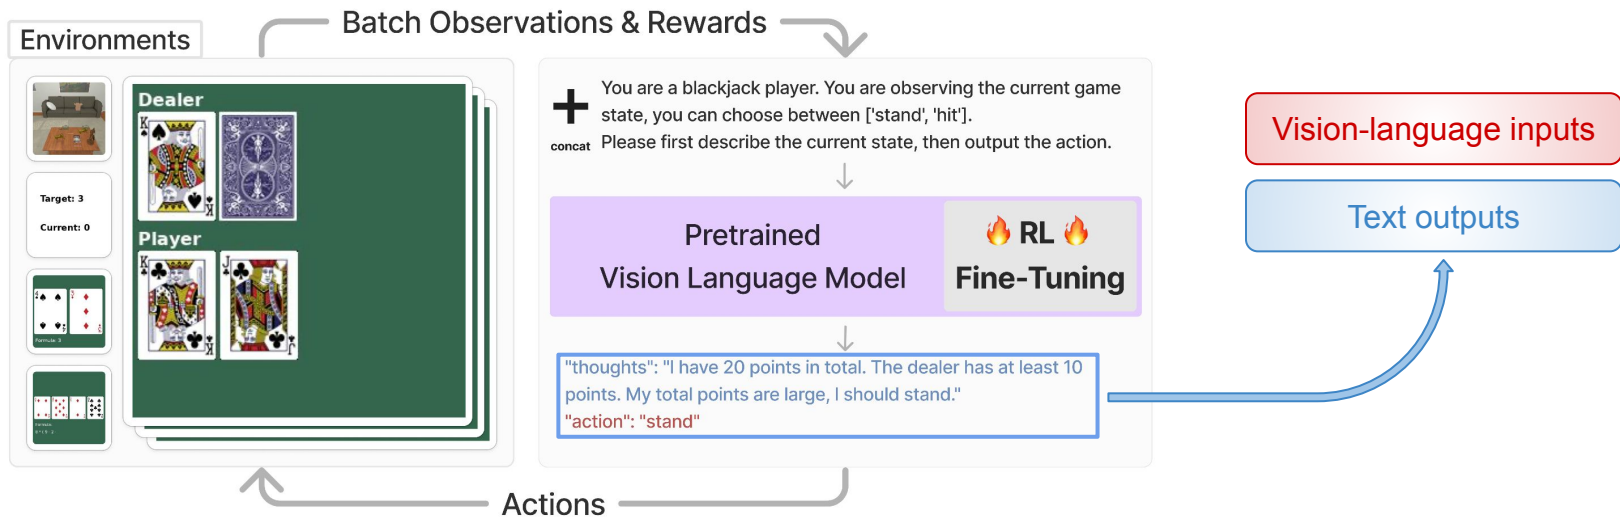 Batch Observations & Rewards
Environments
Target: 3
Current: 0
Formula: 3
Dealer
K
K
Player
K
K
J
J
+
concat
You are a blackjack player. You are observing the current game
state, you can choose between ['stand', 'hit'].
Please first describe the current state, then output the action.
Pretrained
Vision Language Model
RL
Fine-Tuning
"thoughts": "I have 20 points in total. The dealer has at least 10
points. My total points are large, I should stand."
"action": "stand"
Actions
Vision-language inputs
Text outputs